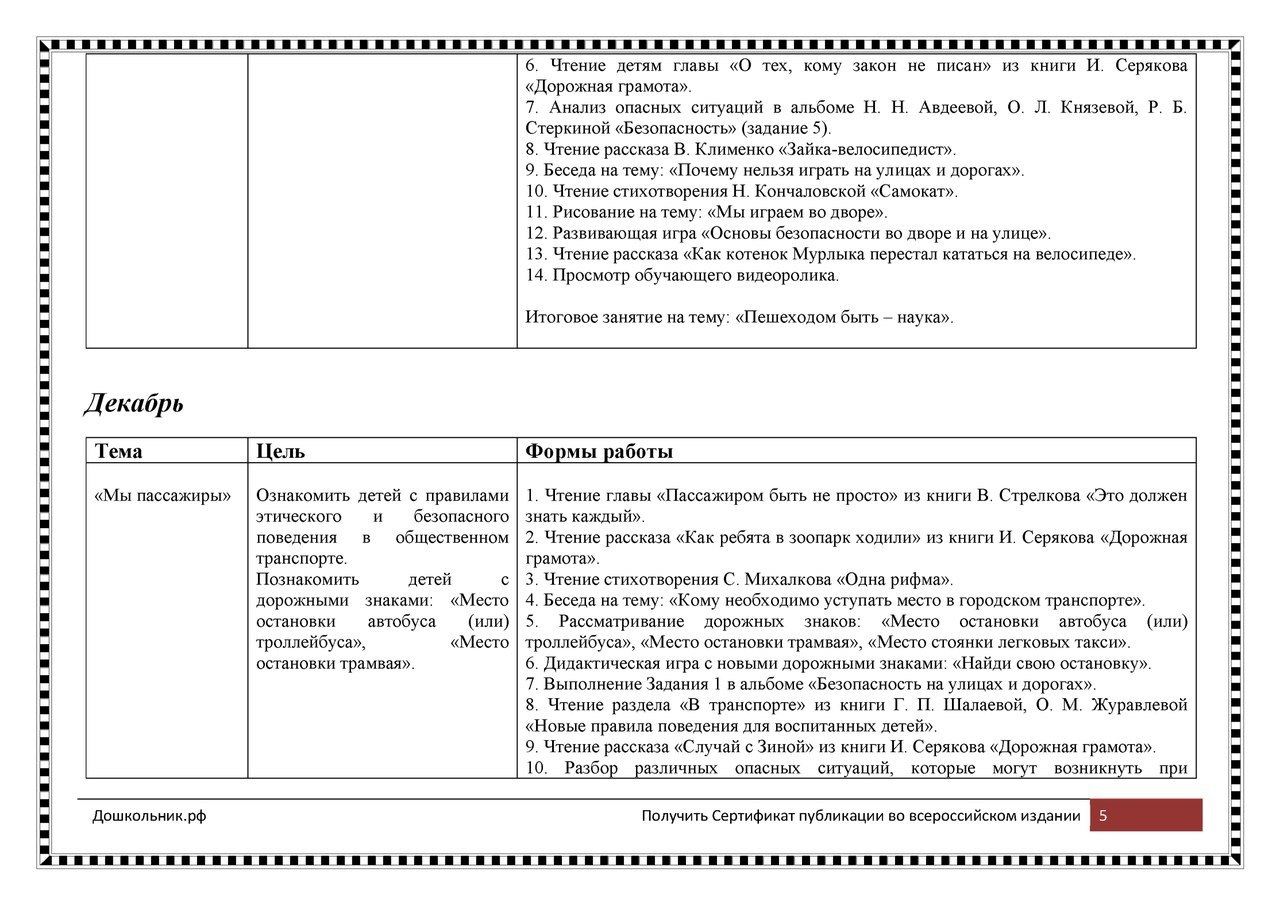 6. Чтение детям главы «О тех, кому закон не писан» из книги И. Серякова
«Дорожная грамота».
7. Анализ опасных ситуаций в альбоме Н. Н. Авдеевой, О. Л. Князевой, Р. Б.
Стеркиной «Безопасность» (задание 5).
8. Чтение рассказа В. Клименко «Зайка-велосипедист».
9. Беседа на тему: «Почему нельзя играть на улицах и дорогах».
10. Чтение стихотворения Н. Кончаловской «Самокат».
11. Рисование на тему: «Мы играем во дворе».
12. Развивающая игра «Основы безопасности во дворе и на улице».
13. Чтение рассказа «Как котенок Мурлыка перестал кататься на велосипеде».
14. Просмотр обучающего видеоролика.
Итоговое занятие на тему: «Пешеходом быть – наука».
Декабрь
Тема
Цель
Формы работы
«Мы пассажиры»
Ознакомить детей с правилами
этического и безопасного
поведения в общественном
транспорте.
Познакомить детей с
дорожными знаками: «Место
остановки автобуса (или)
троллейбуса», «Место
остановки трамвая».
1. Чтение главы «Пассажиром быть не просто» из книги В. Стрелкова «Это должен
знать каждый».
2. Чтение рассказа «Как ребята в зоопарк ходили» из книги И. Серякова «Дорожная
грамота».
3. Чтение стихотворения С. Михалкова «Одна рифма».
4. Беседа на тему: «Кому необходимо уступать место в городском транспорте».
5. Рассматривание дорожных знаков: «Место остановки автобуса (или)
троллейбуса», «Место остановки трамвая», «Место стоянки легковых такси».
6. Дидактическая игра с новыми дорожными знаками: «Найди свою остановку».
7. Выполнение Задания 1 в альбоме «Безопасность на улицах и дорогах».
8. Чтение раздела «В транспорте» из книги Г. П. Шалаевой, О. М. Журавлевой
«Новые правила поведения для воспитанных детей».
9. Чтение рассказа «Случай с Зиной» из книги И. Серякова «Дорожная грамота».
10. Разбор различных опасных ситуаций, которые могут возникнуть при
Дошкольник.рф
Получить Сертификат публикации во всероссийском издании
5